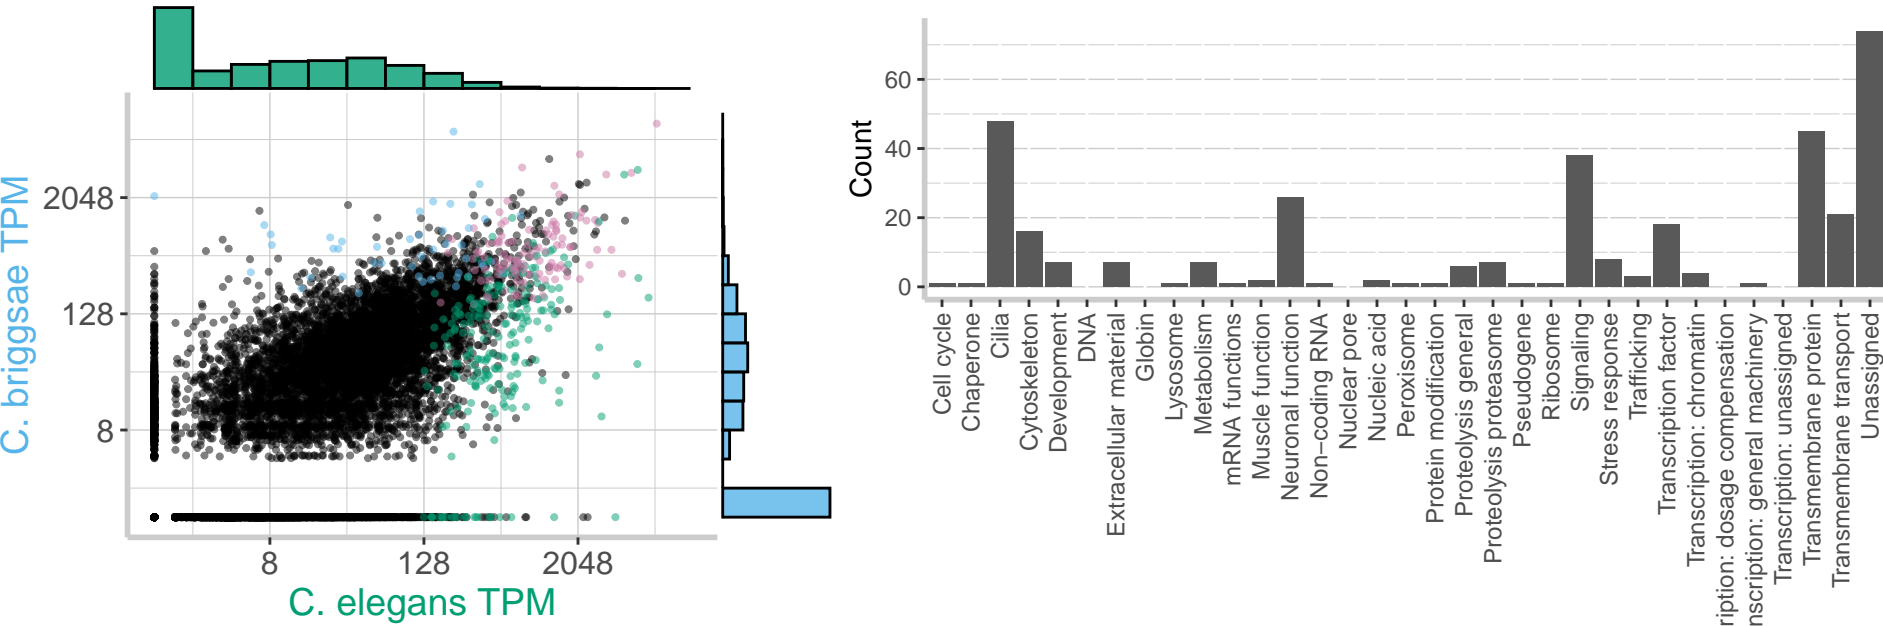 C. briggsae TPM
2048
128
8
8
128
2048
C. elegans TPM
Count
60
40
20
0
Cell cycle
Chaperone
Cilia
Cytoskeleton
Development
DNA
Extracellular material
Globin
Lysosome
Metabolism
mRNA functions
Muscle function
Neuronal function
Non−coding RNA
Nuclear pore
Nucleic acid
Peroxisome
Protein modification
Proteolysis general
Proteolysis proteasome
Pseudogene
Ribosome
Signaling
Stress response
Trafficking
Transcription factor
Transcription: chromatin
ription: dosage compensation
nscription: general machinery
Transcription: unassigned
Transmembrane protein
Transmembrane transport
Unassigned